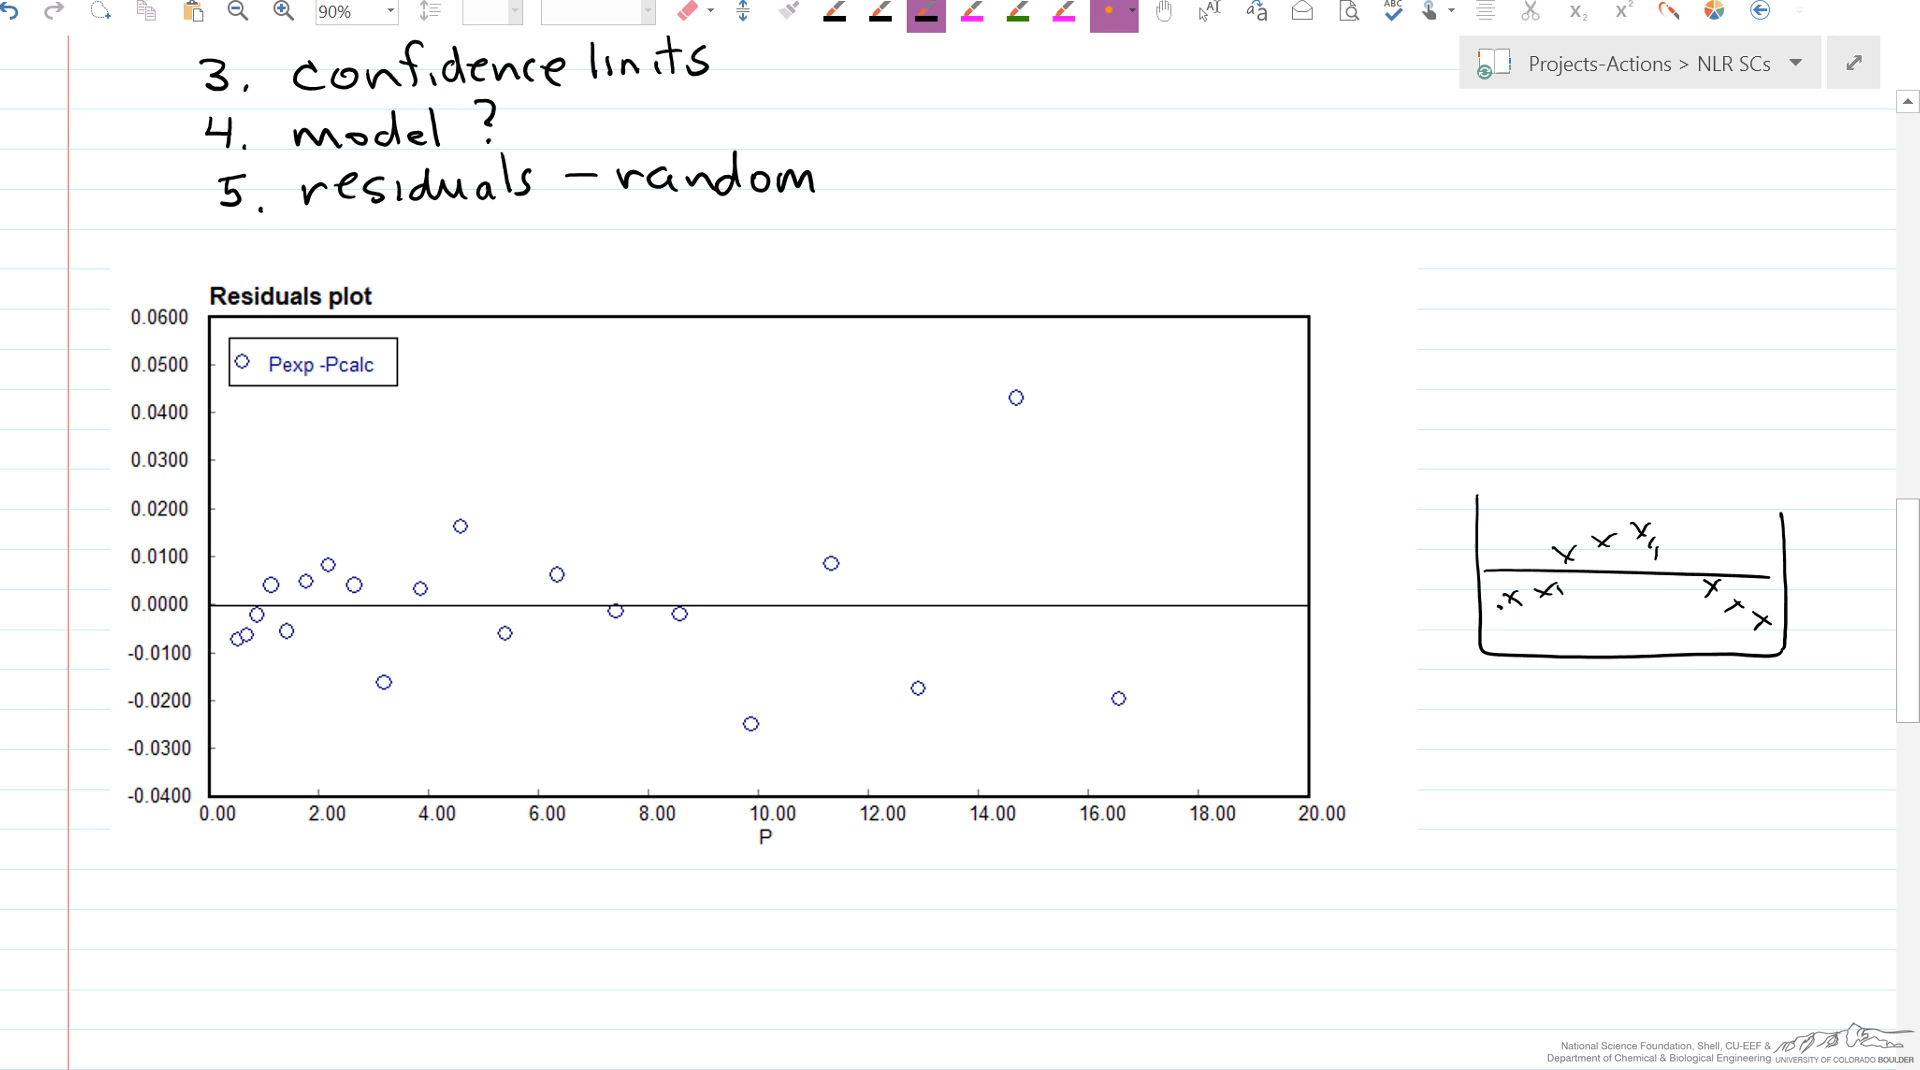 90%
Projects-Actions > NLR SCs
3. confidence limits
4. model ?
5. residuals - random
Residuals plot
Pexp -Pcalc
0.0600
0.0500
0.0400
0.0300
0.0200
0.0100
0.0000
-0.0100
-0.0200
-0.0300
-0.0400
0.00 2.00 4.00 6.00 8.00 10.00 12.00 14.00 16.00 18.00 20.00
P
National Science Foundation, Shell, CU-EEF &
Department of Chemical & Biological Engineering
UNIVERSITY OF COLORADO BOULDER